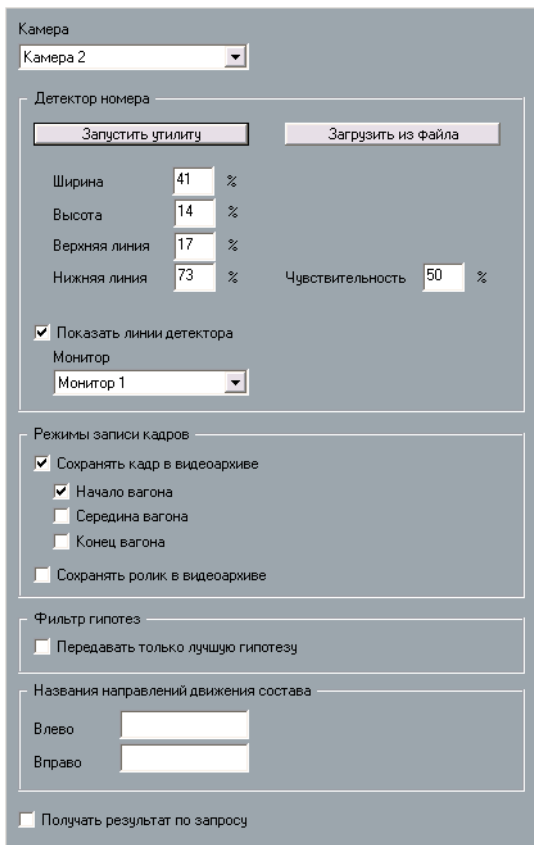 Камера
Камера 2
Детектор номера
Запустить утилиту Загрузить из файла
Ширина 41 %
Высота 14 %
Верхняя линия 17 %
Нижняя линия 73 % Чувствительность 50 %
Показать линии детектора
Монитор
Монитор 1
Режимы записи кадров
Сохранять кадр в видеоархиве
Начало вагона
Середина вагона
Конец вагона
Сохранять ролик в видеоархиве
Фильтр гипотез
Передавать только лучшую гипотезу
Названия направлений движения состава
Влево
Вправо
Получать результат по запросу